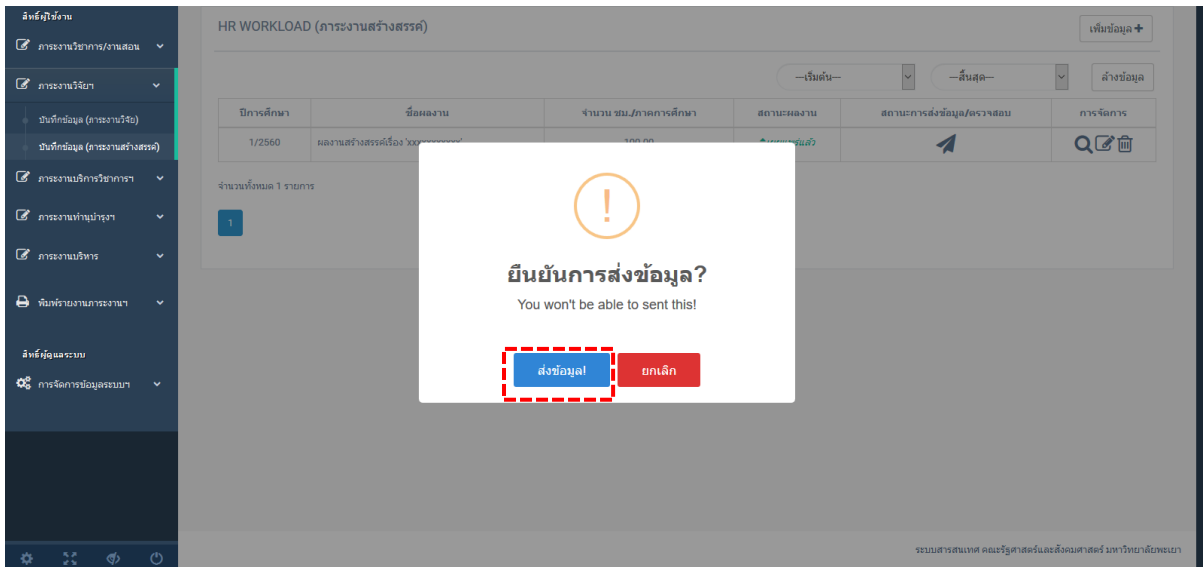 สิทธิ์ผู้ใช้งาน
ภาระงานวิชาการ/งานสอน
ภาระงานวิจัยฯ
บันทึกข้อมูล (ภาระงานวิจัย)
บันทึกข้อมูล (ภาระงานสร้างสรรค์)
ภาระงานบริการวิชาการฯ
ภาระงานทำนุบำรุงฯ
ภาระงานบริหาร
พิมพ์รายงานภาระงานฯ
สิทธิ์ผู้ดูแลระบบ
การจัดการข้อมูลระบบฯ
HR WORKLOAD (ภาระงานสร้างสรรค์)
เพิ่มข้อมูล +
—เริ่มต้น— —สิ้นสุด— ล้างข้อมูล
ปีการศึกษา ชื่อผลงาน จำนวน ชม./ภาคการศึกษา สถานะผลงาน สถานะการส่งข้อมูล/ตรวจสอบ การจัดการ
1/2560 ผลงานสร้างสรรค์เรื่อง
จำนวนทั้งหมด 1 รายการ
1
!
ยืนยันการส่งข้อมูล?
You won't be able to sent this!
ส่งข้อมูล! ยกเลิก
ระบบสารสนเทศ คณะรัฐศาสตร์และสังคมศาสตร์ มหาวิทยาลัยพะเยา